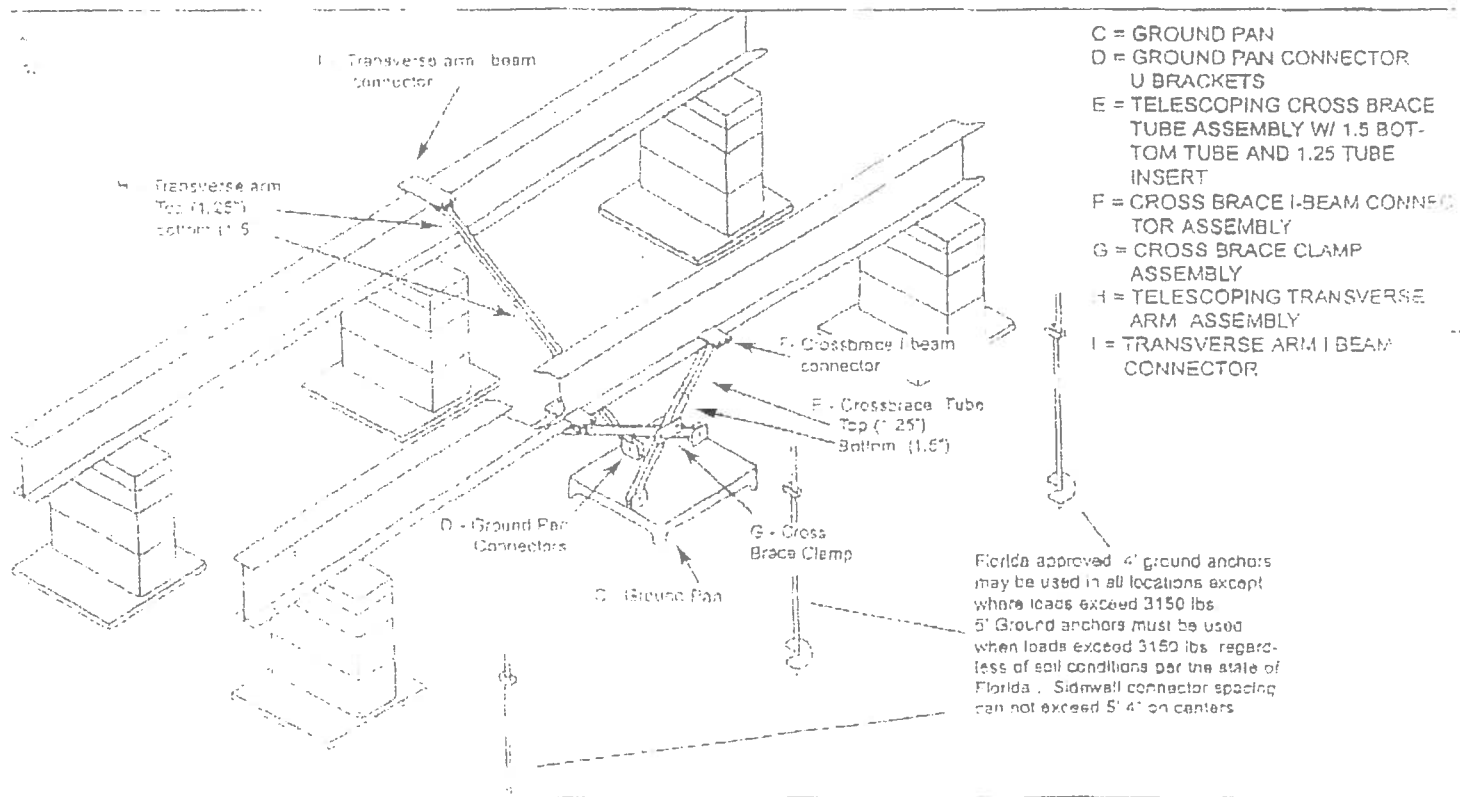 I - Transverse arm I-beam
connector
H - Transverse arm
Top (1.25")
Bottom (1.5
F - Crossbrace I beam
connector
E - Crossbrace Tube
Top (1.25")
Bottom (1.5")
D - Ground Pan
Connectors
G - Cross
Brace Clamp
C - Ground Pan
C = GROUND PAN
D = GROUND PAN CONNECTOR
U BRACKETS
E = TELESCOPING CROSS BRACE
TUBE ASSEMBLY W/ 1.5 BOT-
TOM TUBE AND 1.25 TUBE
INSERT
F = CROSS BRACE I-BEAM CONNEC
TOR ASSEMBLY
G = CROSS BRACE CLAMP
ASSEMBLY
H = TELESCOPING TRANSVERSE
ARM ASSEMBLY
I = TRANSVERSE ARM I BEAM
CONNECTOR
Florida approved 4' ground anchors
may be used in all locations except
where loads exceed 3150 lbs.
5' Ground anchors must be used
when loads exceed 3150 lbs. regard-
less of soil conditions per the state of
Florida. Sidewall connector spacing
can not exceed 5' 4" on centers